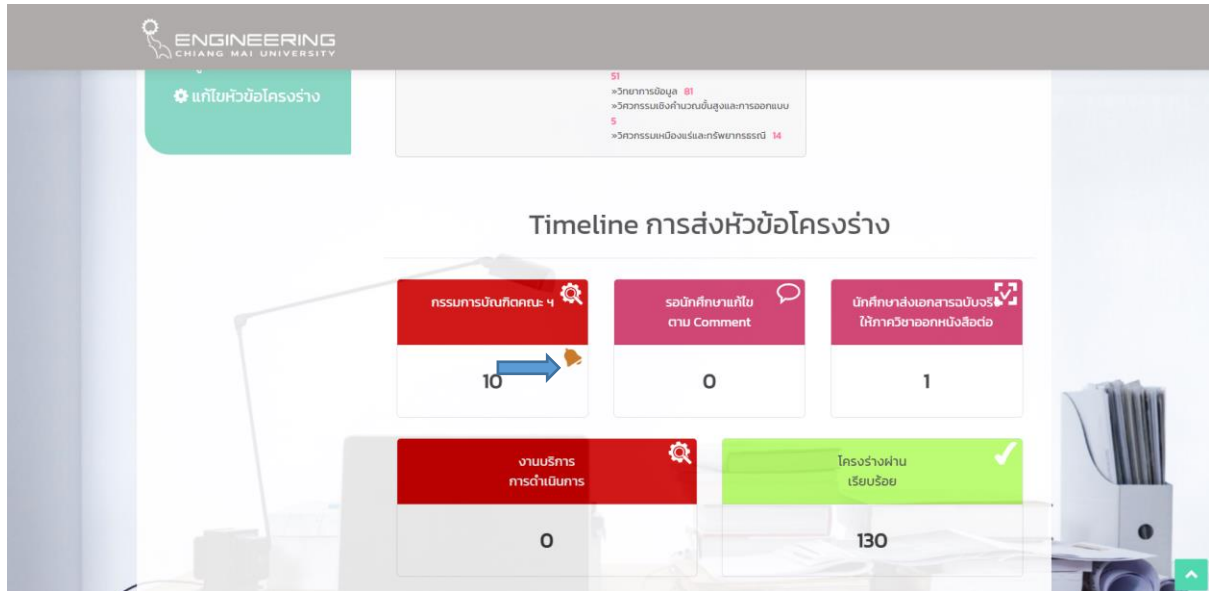 ENGINEERING
CHIANG MAI UNIVERSITY
แก้ไขหัวข้อโครงร่าง
51
»วิทยาการข้อมูล 81
»วิศวกรรมเชิงคำนวณขั้นสูงและการออกแบบ
5
»วิศวกรรมเหมืองแร่และทรัพยากรธรณี 14
Timeline การส่งหัวข้อโครงร่าง
กรรมการบัณฑิตคณะ ฯ
10
รอนักศึกษาแก้ไข
ตาม Comment
0
นักศึกษาส่งเอกสารฉบับจริง
ให้ภาควิชาออกหนังสือต่อ
1
งานบริการ
การดำเนินการ
0
โครงร่างผ่าน
เรียบร้อย
130